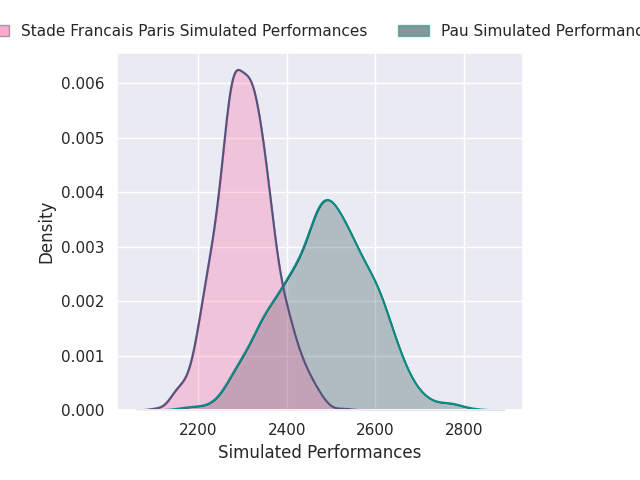 Stade Francais Paris Simulated Performances
Pau Simulated
0.006
0.005
0.004
0.003
0.002
0.001
0.000
Density
2200 2400 2600 2800
Simulated Performances